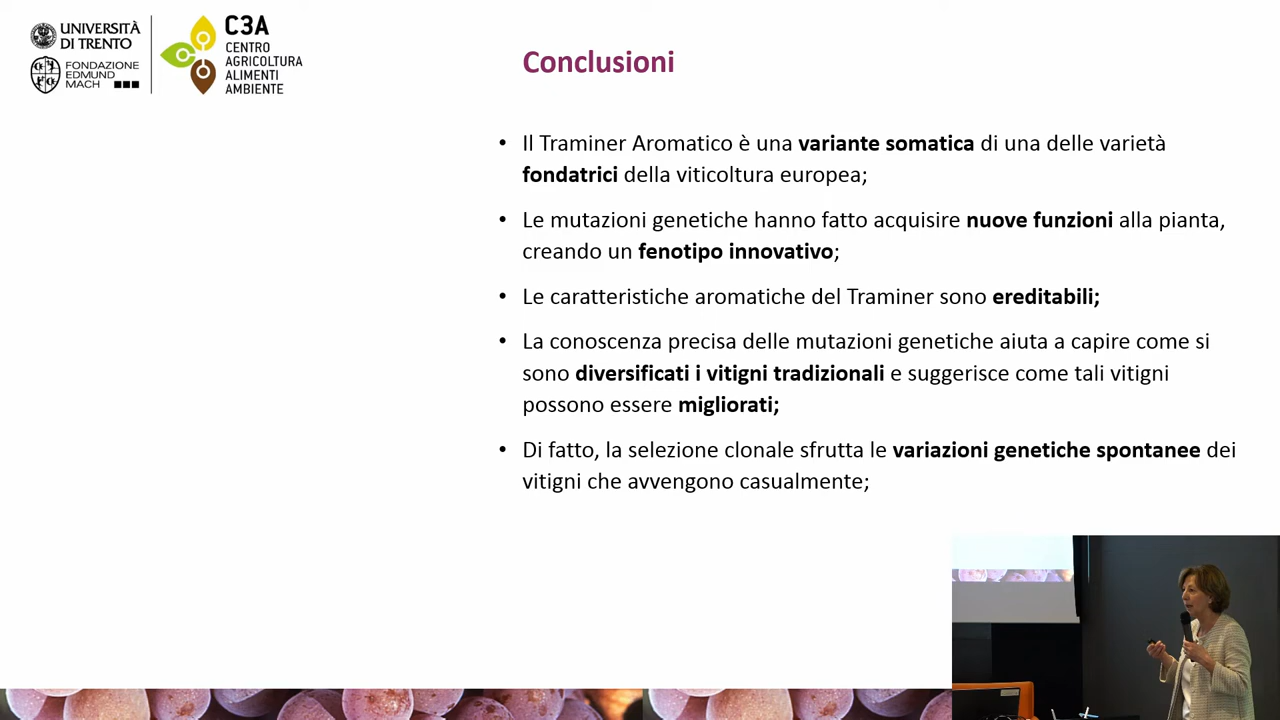 UNIVERSITÀ
DI TRENTO
FONDAZIONE
EDMUND
MACH
C3A
CENTRO
AGRICOLTURA
ALIMENTI
AMBIENTE
Conclusioni
• Il Traminer Aromatico è una variante somatica di una delle varietà
fondatrici della viticoltura europea;
• Le mutazioni genetiche hanno fatto acquisire nuove funzioni alla pianta,
creando un fenotipo innovativo;
• Le caratteristiche aromatiche del Traminer sono ereditabili;
• La conoscenza precisa delle mutazioni genetiche aiuta a capire come si
sono diversificati i vitigni tradizionali e suggerisce come tali vitigni
possono essere migliorati;
• Di fatto, la selezione clonale sfrutta le variazioni genetiche spontanee dei
vitigni che avvengono casualmente;